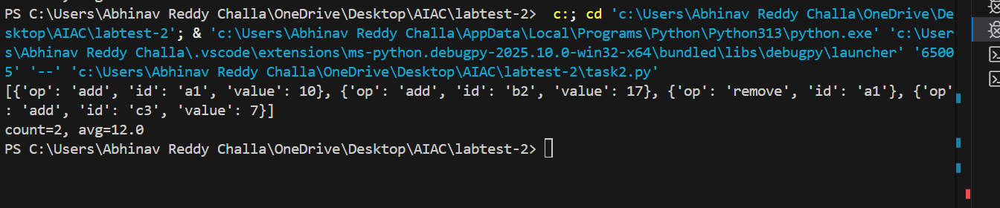 PS C:\Users\Abhinav Reddy Challa\OneDrive\Desktop\AIAC\labtest-2>  c:; cd 'c:\Users\Abhinav Reddy Challa\OneDrive\De
sktop\AIAC\labtest-2'; & 'c:\Users\Abhinav Reddy Challa\AppData\Local\Programs\Python\Python313\python.exe' 'c:\User
s\Abhinav Reddy Challa\.vscode\extensions\ms-python.debugpy-2025.10.0-win32-x64\bundled\libs\debugpy\launcher' '6500
5' '--' 'c:\Users\Abhinav Reddy Challa\OneDrive\Desktop\AIAC\labtest-2\task2.py'
[{'op': 'add', 'id': 'a1', 'value': 10}, {'op': 'add', 'id': 'b2', 'value': 17}, {'op': 'remove', 'id': 'a1'}, {'op'
: 'add', 'id': 'c3', 'value': 7}]
count=2, avg=12.0
PS C:\Users\Abhinav Reddy Challa\OneDrive\Desktop\AIAC\labtest-2>